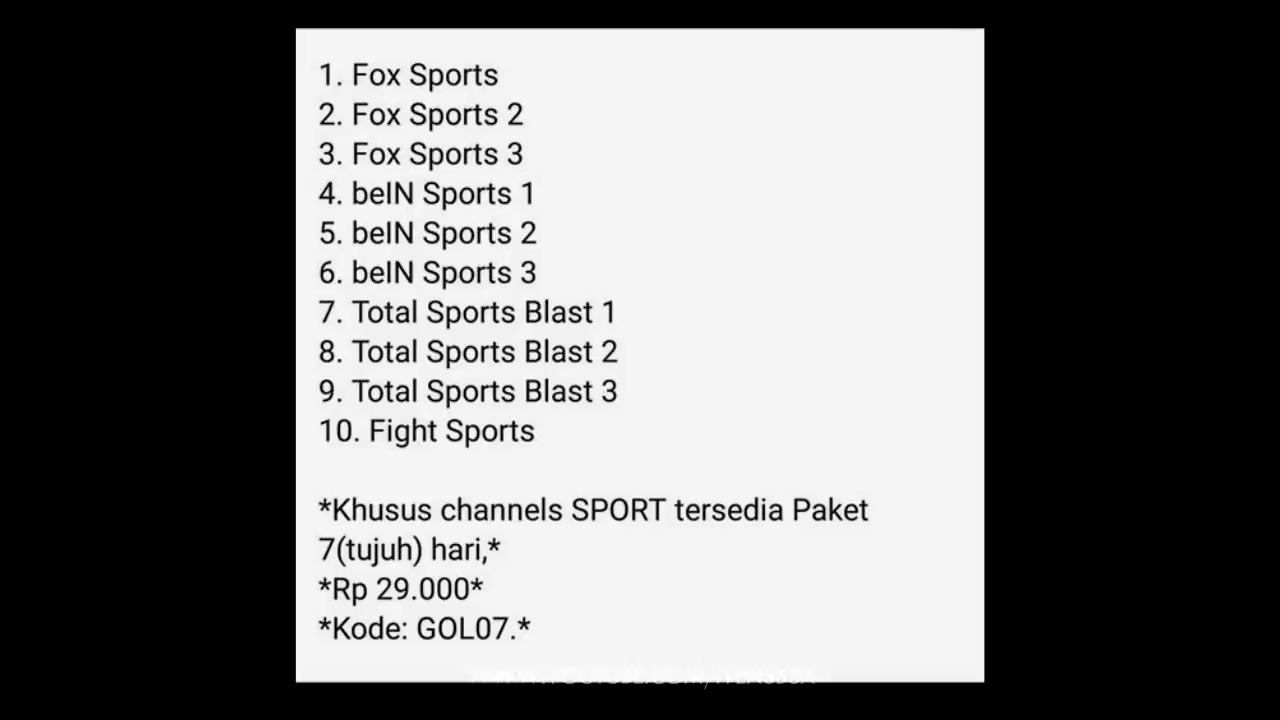 1. Fox Sports
2. Fox Sports 2
3. Fox Sports 3
4. beIN Sports 1
5. beIN Sports 2
6. beIN Sports 3
7. Total Sports Blast 1
8. Total Sports Blast 2
9. Total Sports Blast 3
10. Fight Sports
*Khusus channels SPORT tersedia Paket
7(tujuh) hari,*
*Rp 29.000*
*Kode: GOL07.*